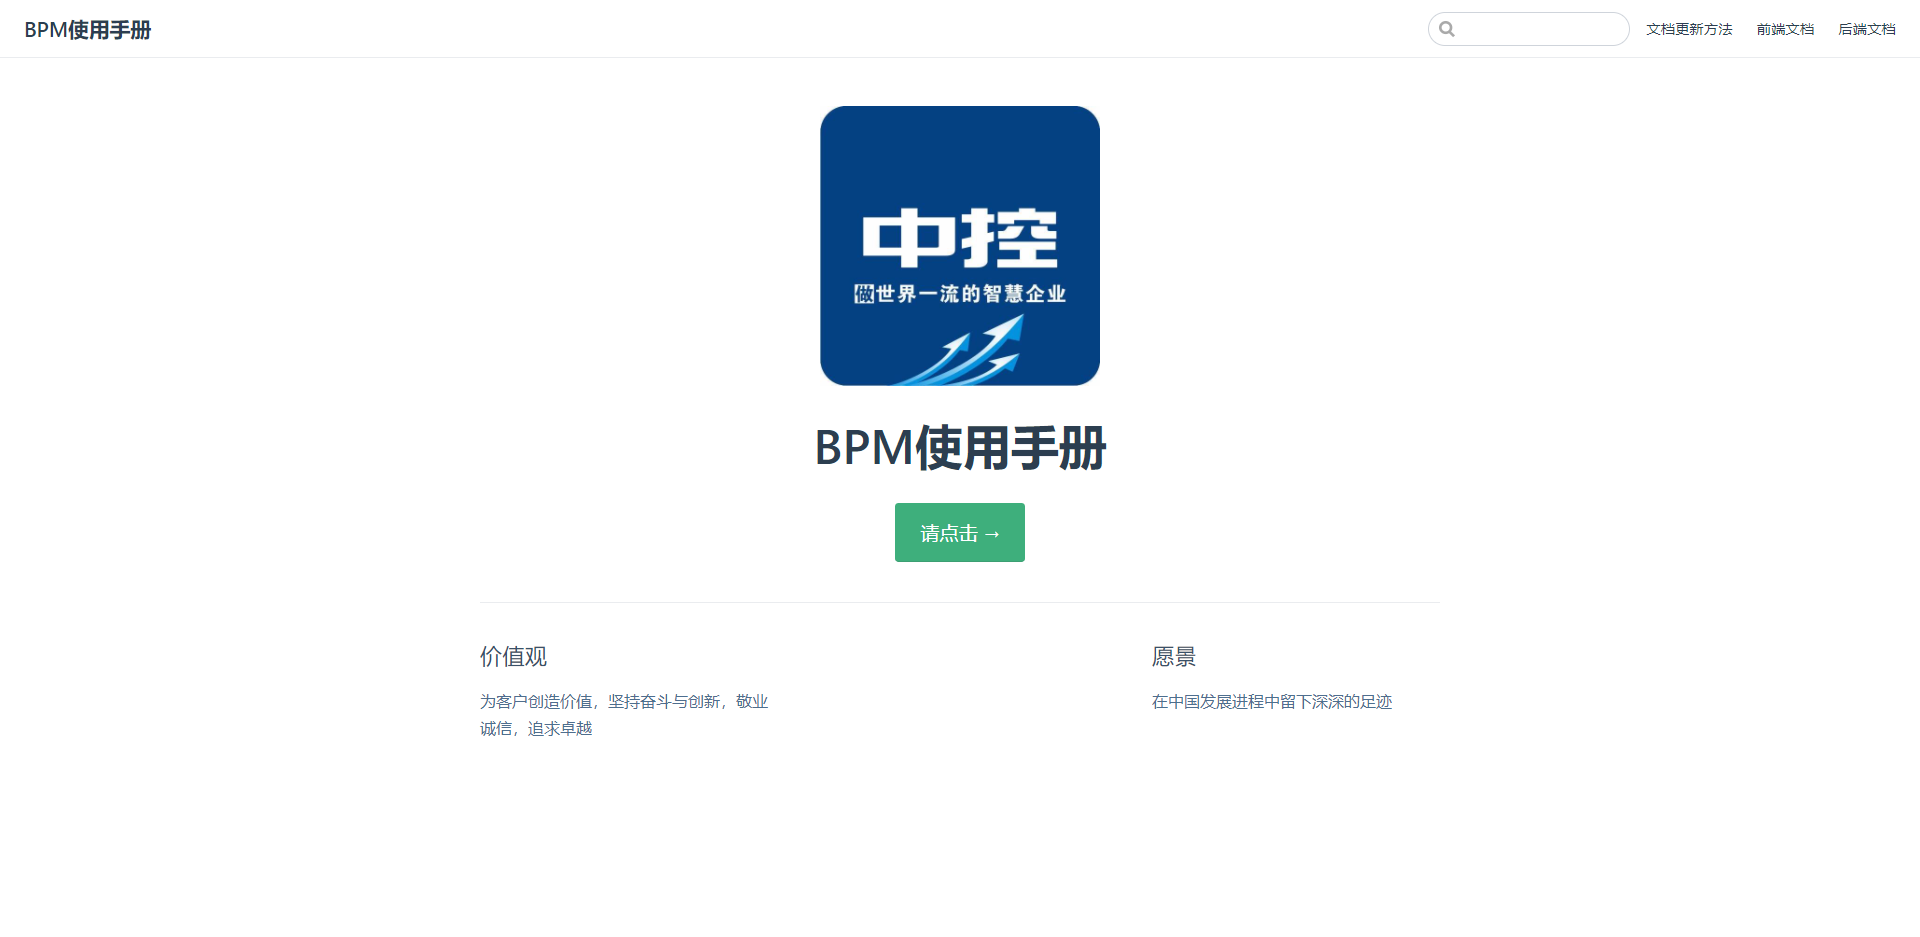 BPM使用手册
文档更新方法 前端文档 后端文档
中控
做世界一流的智慧企业
BPM使用手册
请点击 →
价值观
为客户创造价值，坚持奋斗与创新，敬业
诚信，追求卓越
愿景
在中国发展进程中留下深深的足迹